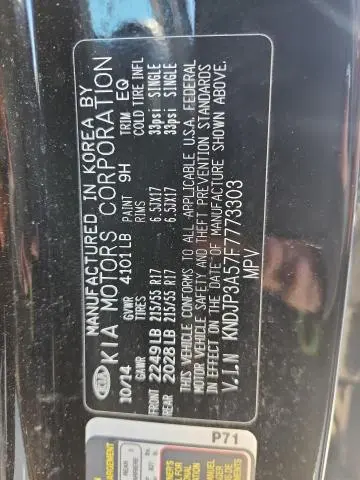 MANUFACTURED IN KOREA BY
KIA KIA MOTORS CORPORATION
10/14 GVWR 4101LB PAINT 9H TRIM EQ
GAWR TIRES RIMS COLD TIRE INFL
FRONT 2249LB 215/55 R17 6.5JX17 33psi SINGLE
REAR 2028LB 215/55 R17 6.5JX17 33psi SINGLE
THIS VEHICLE CONFORMS TO ALL APPLICABLE U.S.A. FEDERAL
MOTOR VEHICLE SAFETY AND THEFT PREVENTION STANDARDS
IN EFFECT ON THE DATE OF MANUFACTURE SHOWN ABOVE.
V.I.N KNDJP3A57F7773303
MPV
P71
REAR
ARRIERE